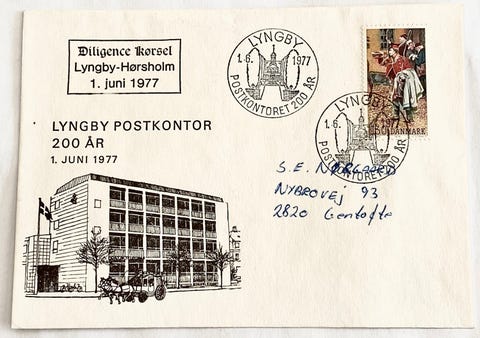 Diligence Kørsel
Lyngby-Hørsholm
1. juni 1977
LYNGBY POSTKONTOR
200 ÅR
1. JUNI 1977
LYNGBY
1.6. 1977
POSTKONTORET 200 ÅR
DANMARK
LYNGBY
1.6.
POSTKONTORET 200 ÅR
S.E.
NYBROVEJ 93
2820 Gentofte